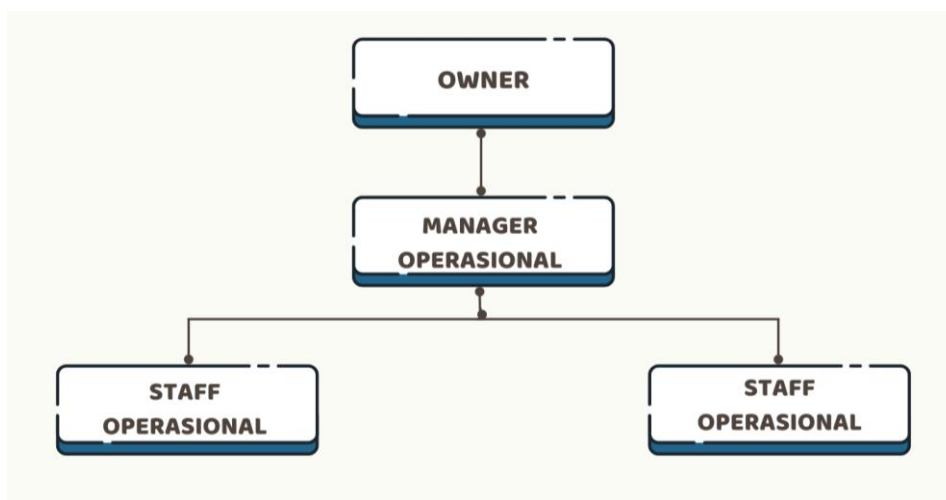 OWNER
MANAGER
OPERASIONAL
STAFF
OPERASIONAL
STAFF
OPERASIONAL